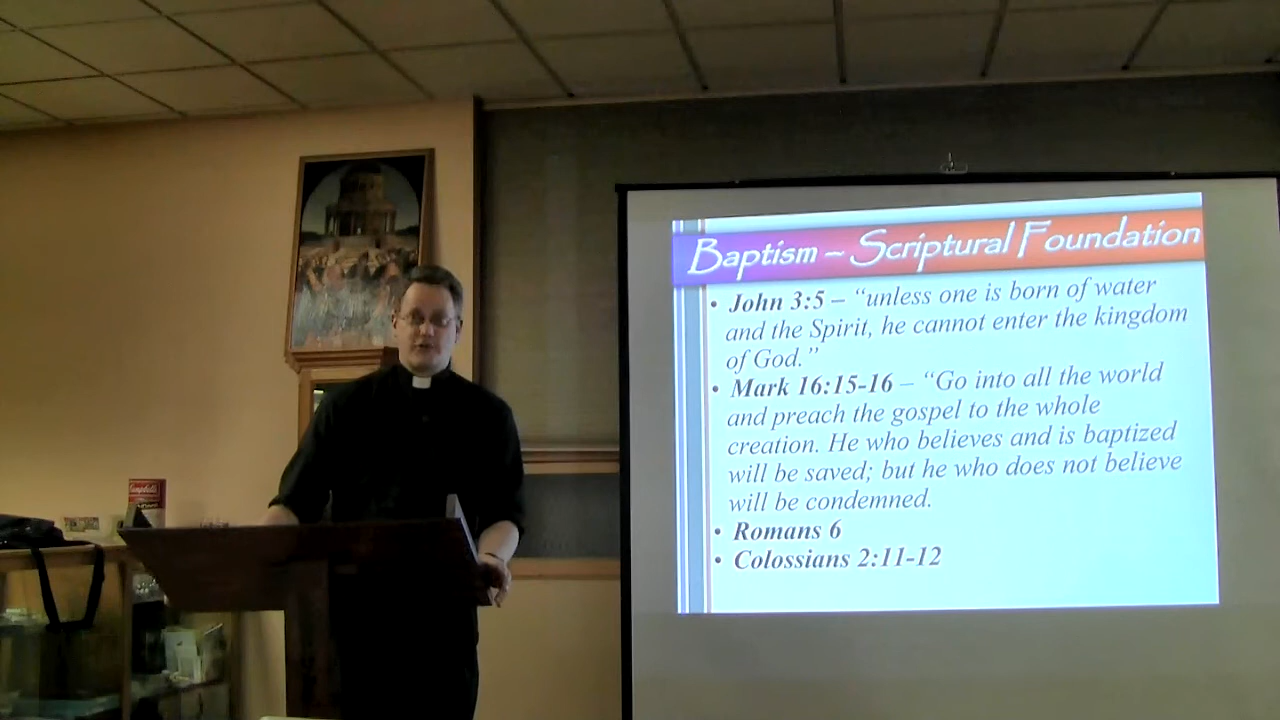 Baptism – Scriptural Foundation
• John 3:5 – “unless one is born of water
and the Spirit, he cannot enter the kingdom
of God.”
• Mark 16:15-16 – “Go into all the world
and preach the gospel to the whole
creation. He who believes and is baptized
will be saved; but he who does not believe
will be condemned.
• Romans 6
• Colossians 2:11-12
Campbell's